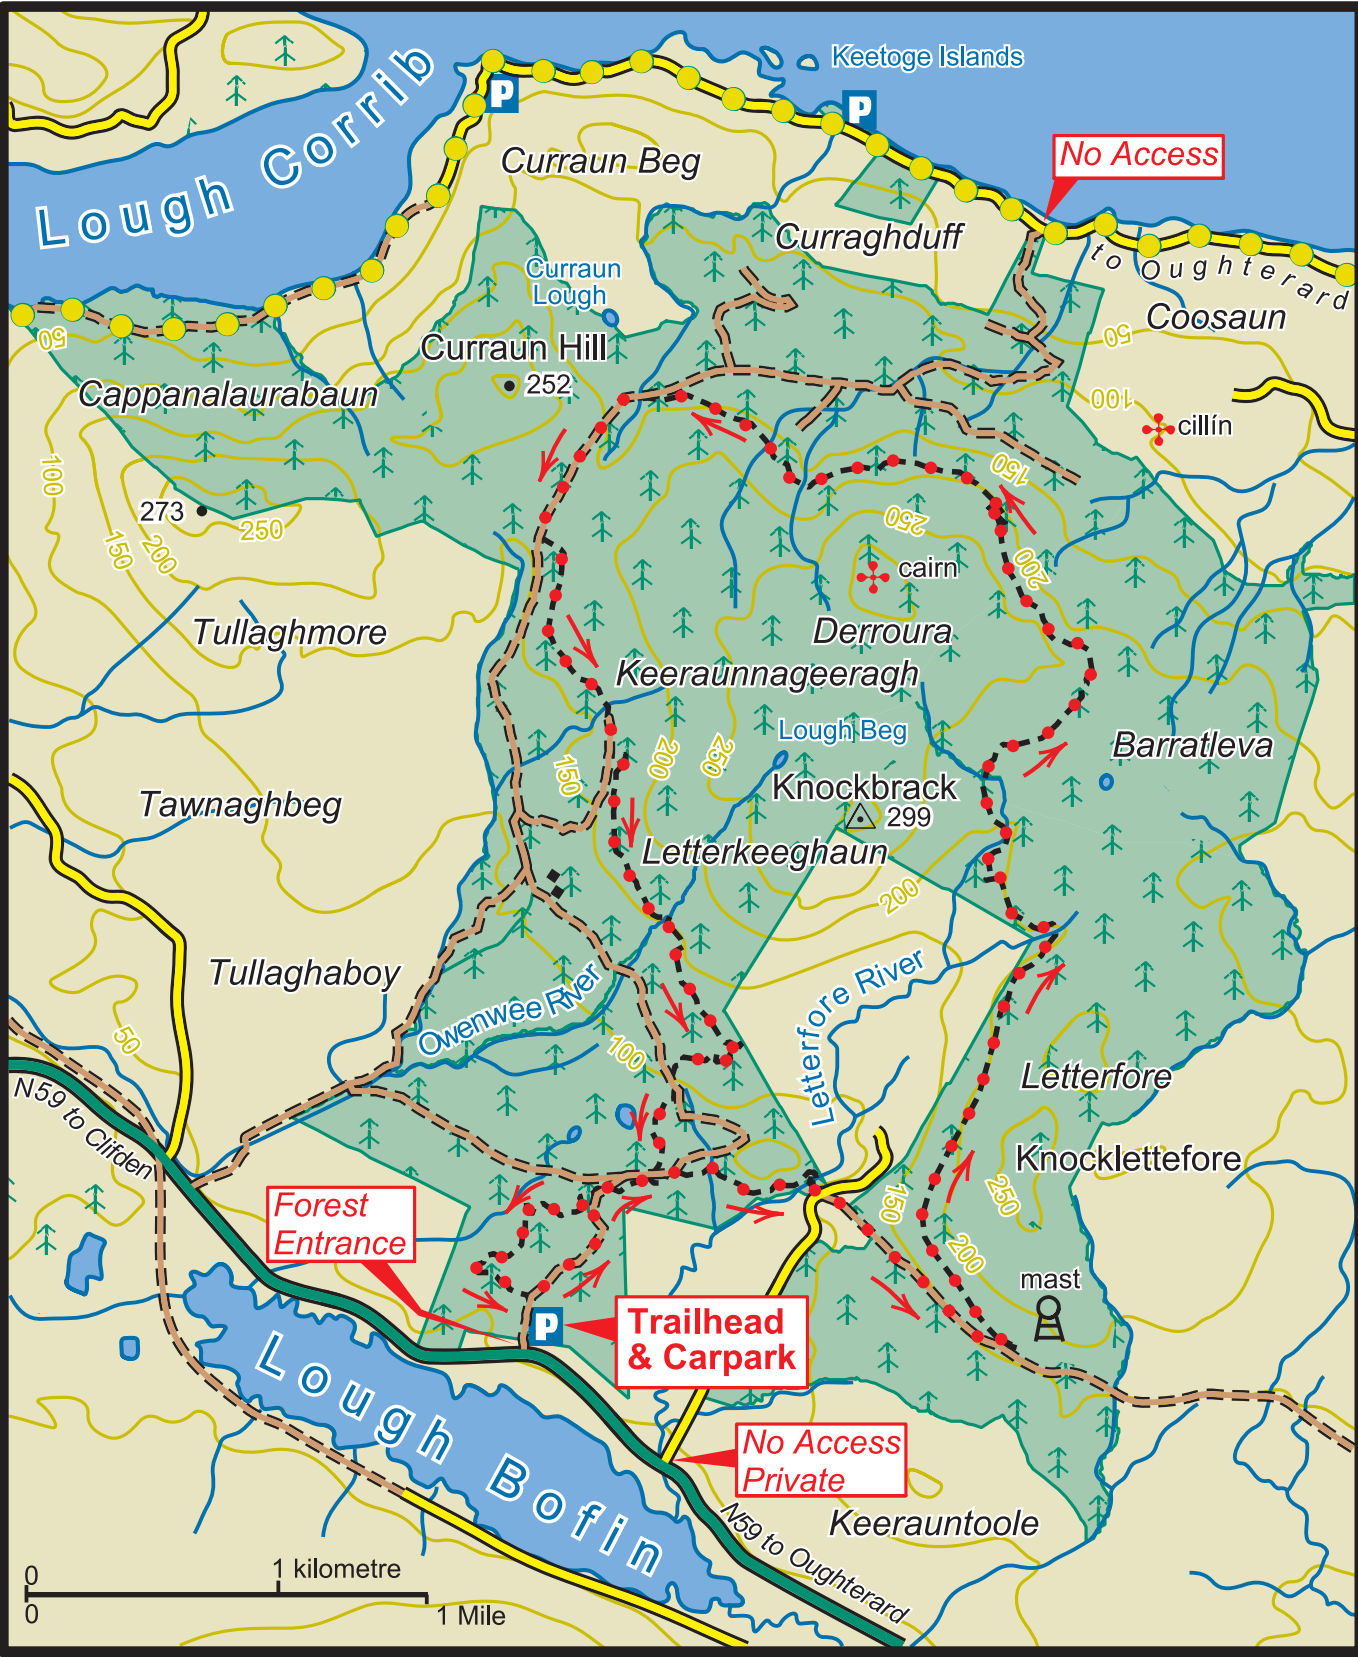 Keetoge Islands
P
P
Lough Corrib
Curraun Beg
No Access
Curraghduff
to Oughterard
Curraun
Lough
Coosaun
50
50
Curraun Hill
252
Cappanalaurabaun
100
cillín
100
150
273
250
250
150
200
cairn
200
Tullaghmore
Derroura
Keeraunnageeragh
Lough Beg
Barratleva
150
200
250
Knockbrack
299
Tawnaghbeg
Letterkeeghaun
200
Tullaghaboy
Letterfore River
Owenwee River
50
100
N59 to Clifden
Letterfore
Knocklettefore
Forest
Entrance
150
250
200
mast
P
Trailhead
& Carpark
Lough Bofin
No Access
Private
N59 to Oughterard
Keerauntoole
0
1 kilometre
0
1 Mile